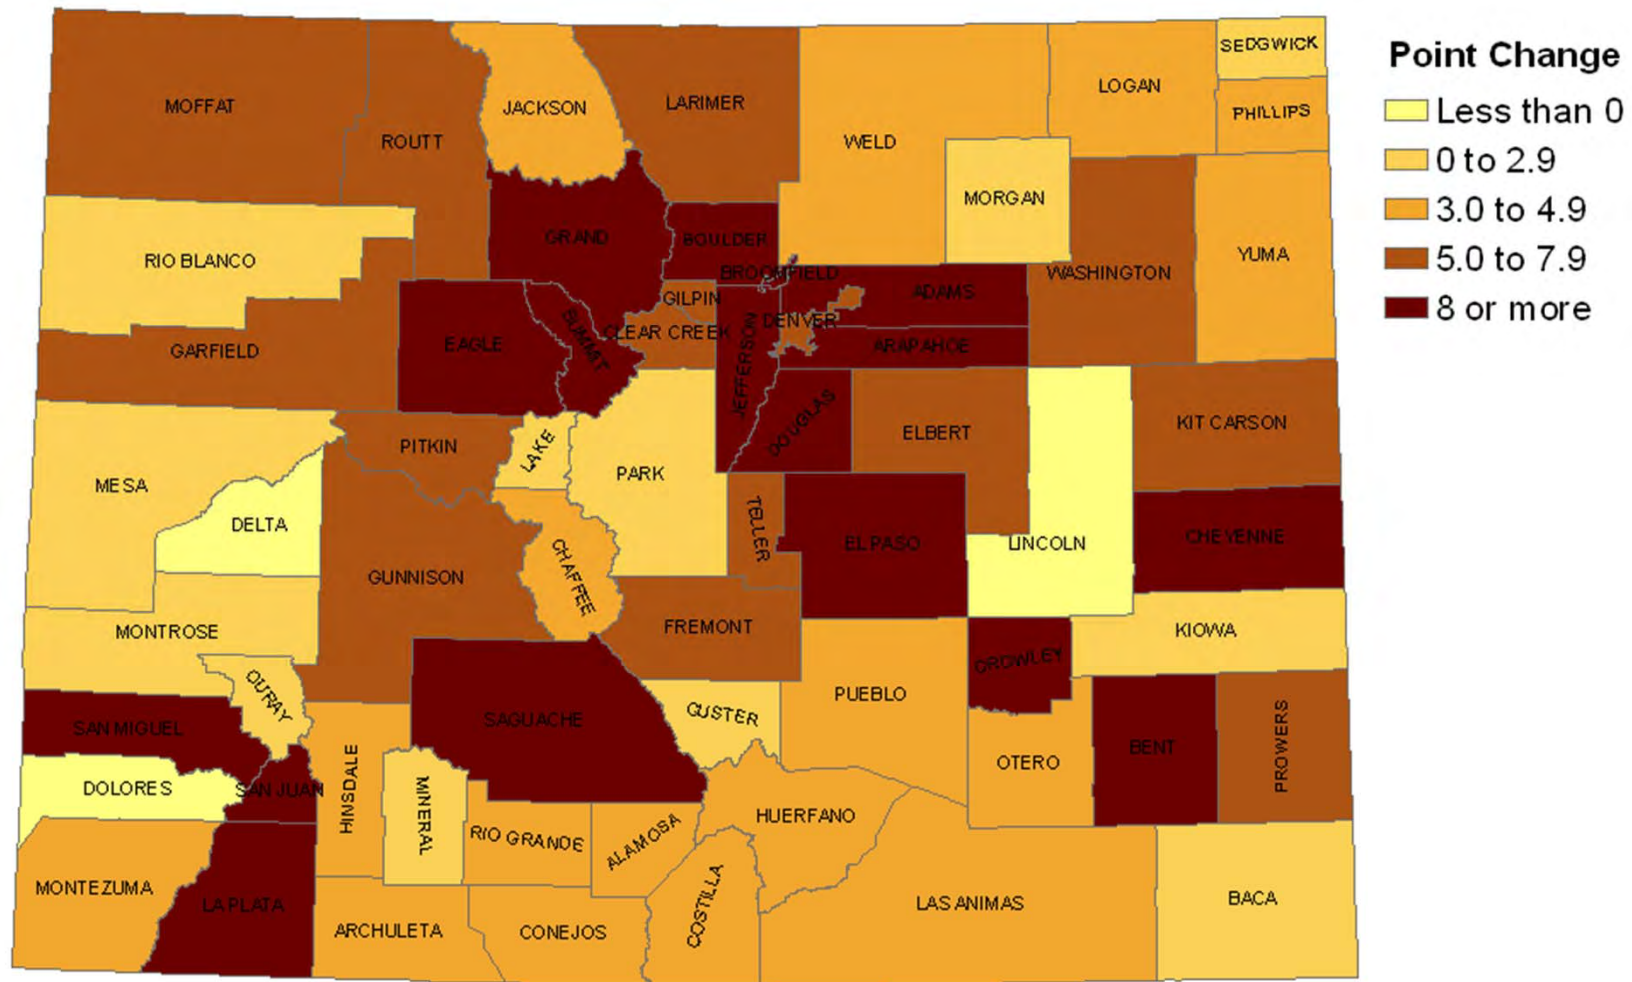 Point Change
Less than 0
0 to 2.9
3.0 to 4.9
5.0 to 7.9
8 or more
SEDGWICK
MOFFAT
JACKSON
LARIMER
LOGAN
PHILLIPS
ROUTT
WELD
MORGAN
RIO BLANCO
GRAND
BOULDER
BROOMFIELD
WASHINGTON
YUMA
GILPIN
ADAMS
GARFIELD
EAGLE
SUMMIT
CLEAR CREEK
JEFFERSON
DENVER
ARAPAHOE
MESA
PITKIN
LAKE
PARK
DOUGLAS
ELBERT
KIT CARSON
DELTA
GUNNISON
CHAFFEE
TELLER
EL PASO
LINCOLN
CHEYENNE
MONTROSE
FREMONT
KIOWA
OURAY
SAGUACHE
CUSTER
PUEBLO
CROWLEY
SAN MIGUEL
OTERO
BENT
PROWERS
DOLORES
SAN JUAN
HINSDALE
MINERAL
RIO GRANDE
ALAMOSA
HUERFANO
MONTEZUMA
LA PLATA
ARCHULETA
CONEJOS
COSTILLA
LAS ANIMAS
BACA